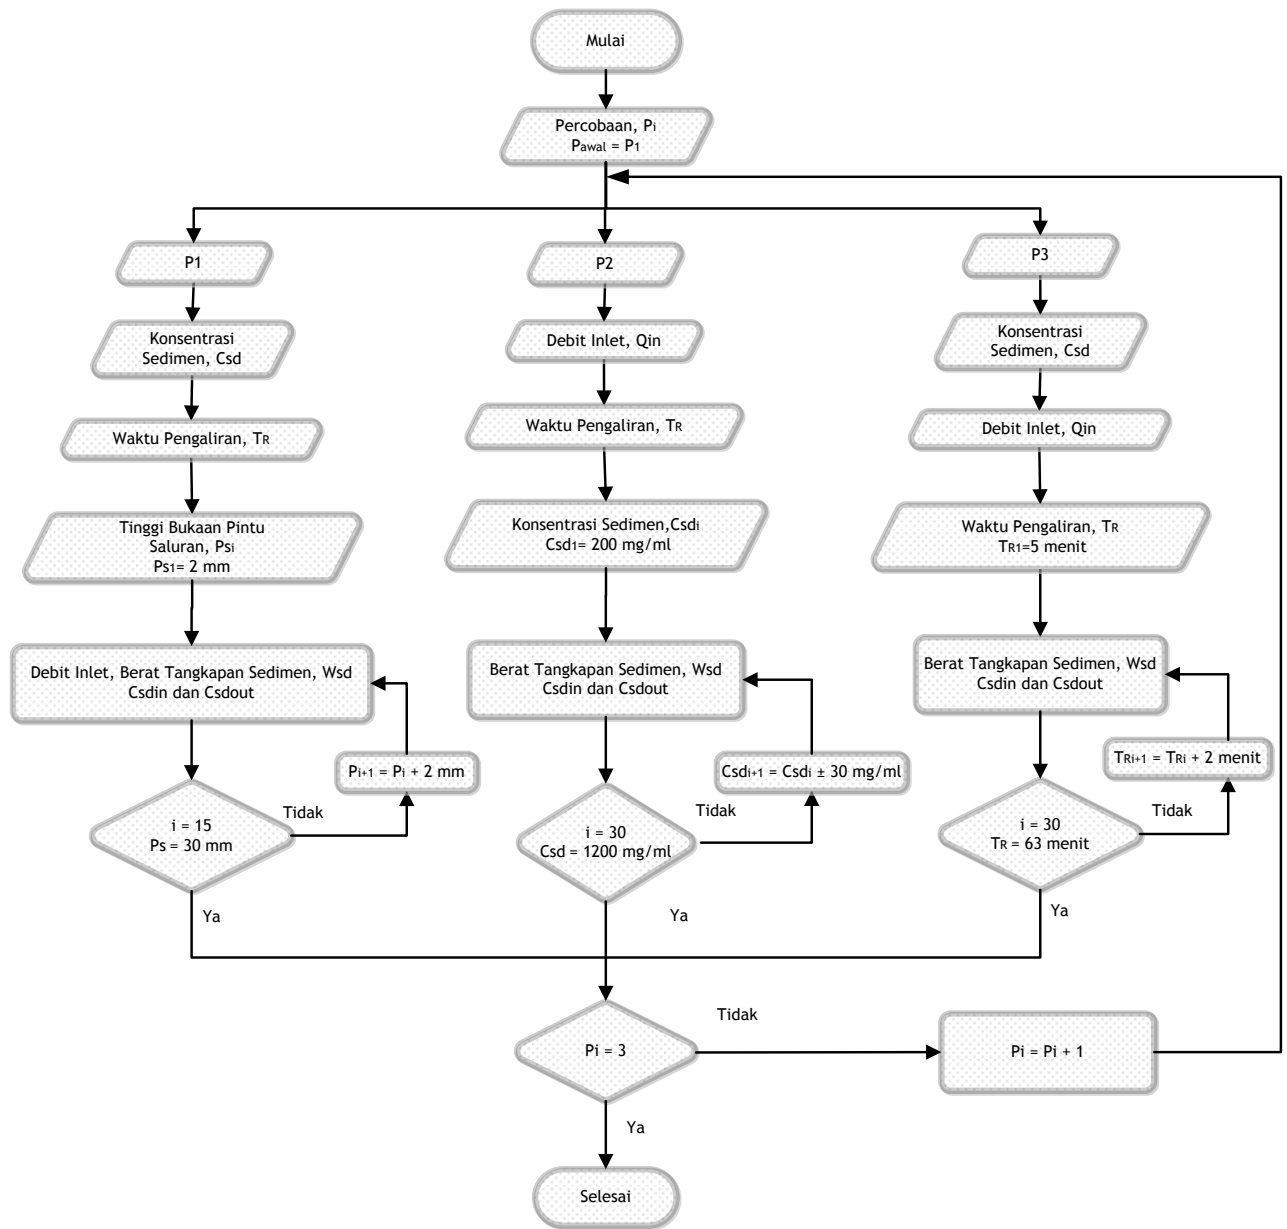 Mulai
Percobaan, Pi
Pawal = P1
P1
Konsentrasi
Sedimen, Csd
Waktu Pengaliran, TR
Tinggi Bukaan Pintu
Saluran, Psi
Ps1= 2 mm
Debit Inlet, Berat Tangkapan Sedimen, Wsd
Csdin dan Csdout
Pi+1 = Pi + 2 mm
Tidak
i = 15
Ps = 30 mm
Ya
P2
Debit Inlet, Qin
Waktu Pengaliran, TR
Konsentrasi Sedimen,Csdi
Csd1= 200 mg/ml
Berat Tangkapan Sedimen, Wsd
Csdin dan Csdout
Csdi+1 = Csdi ± 30 mg/ml
Tidak
i = 30
Csd = 1200 mg/ml
Ya
P3
Konsentrasi
Sedimen, Csd
Debit Inlet, Qin
Waktu Pengaliran, TR
TR1=5 menit
Berat Tangkapan Sedimen, Wsd
Csdin dan Csdout
TRi+1 = TRi + 2 menit
Tidak
i = 30
TR = 63 menit
Ya
Pi = 3
Tidak
Pi = Pi + 1
Ya
Selesai